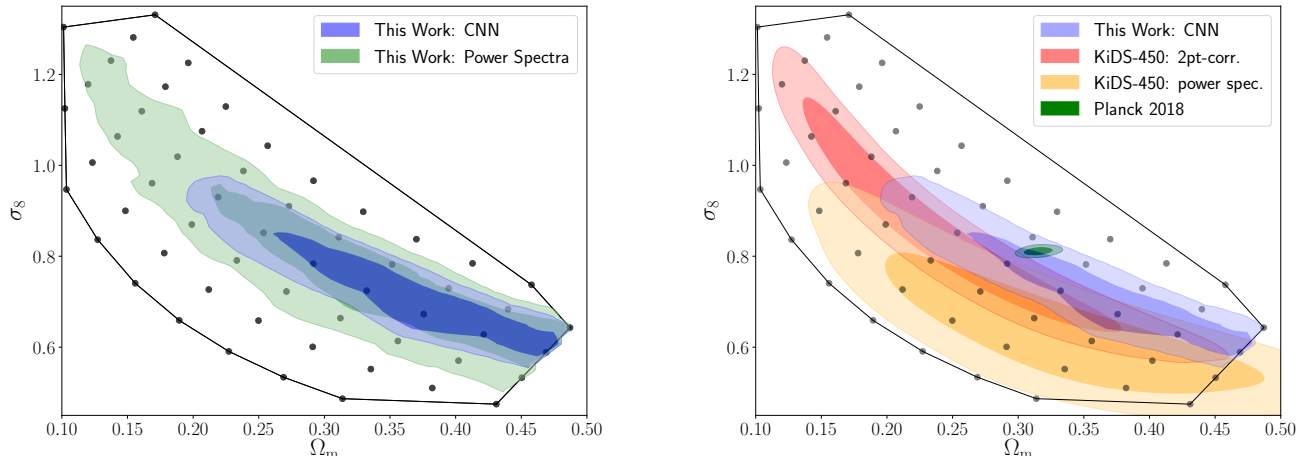 This Work: CNN
This Work: Power Spectra
σ₈
1.2
1.0
0.8
0.6
0.10 0.15 0.20 0.25 0.30 0.35 0.40 0.45 0.50
Ωₘ
This Work: CNN
KiDS-450: 2pt-corr.
KiDS-450: power spec.
Planck 2018
σ₈
1.2
1.0
0.8
0.6
0.10 0.15 0.20 0.25 0.30 0.35 0.40 0.45 0.50
Ωₘ